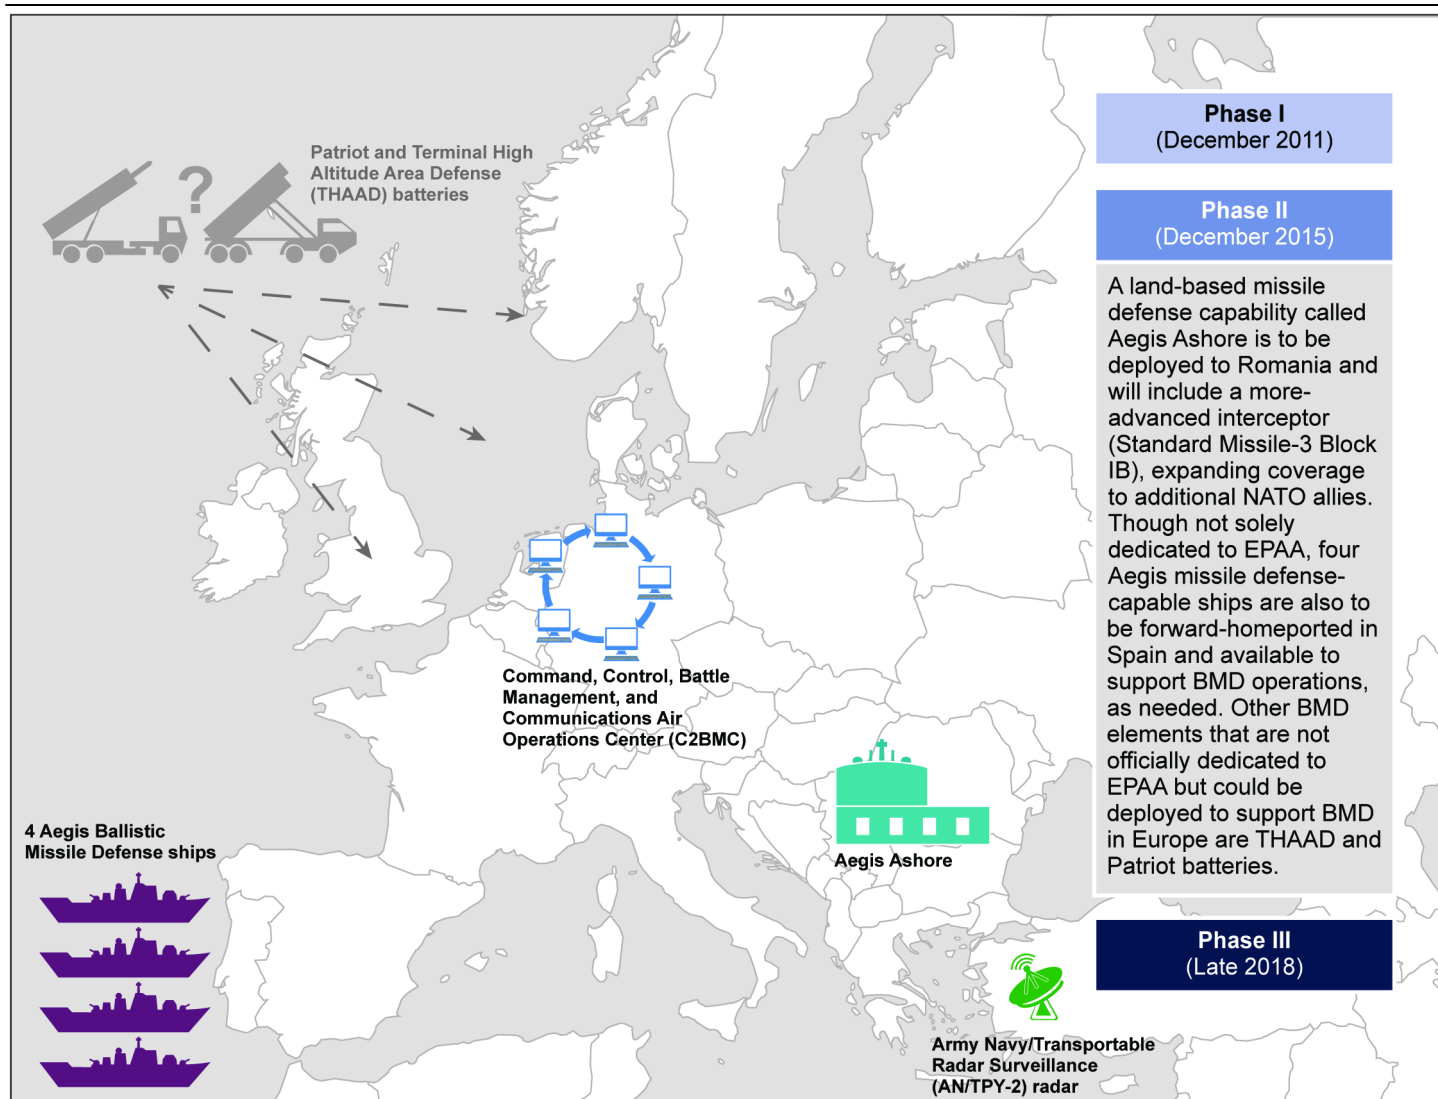 Patriot and Terminal High
Altitude Area Defense
(THAAD) batteries
?
Phase I
(December 2011)
Phase II
(December 2015)
A land-based missile
defense capability called
Aegis Ashore is to be
deployed to Romania and
will include a more-
advanced interceptor
(Standard Missile-3 Block
IB), expanding coverage
to additional NATO allies.
Though not solely
dedicated to EPAA, four
Aegis missile defense-
capable ships are also to
be forward-homeported in
Spain and available to
support BMD operations,
as needed. Other BMD
elements that are not
officially dedicated to
EPAA but could be
deployed to support BMD
in Europe are THAAD and
Patriot batteries.
Phase III
(Late 2018)
Command, Control, Battle
Management, and
Communications Air
Operations Center (C2BMC)
4 Aegis Ballistic
Missile Defense ships
Aegis Ashore
Army Navy/Transportable
Radar Surveillance
(AN/TPY-2) radar